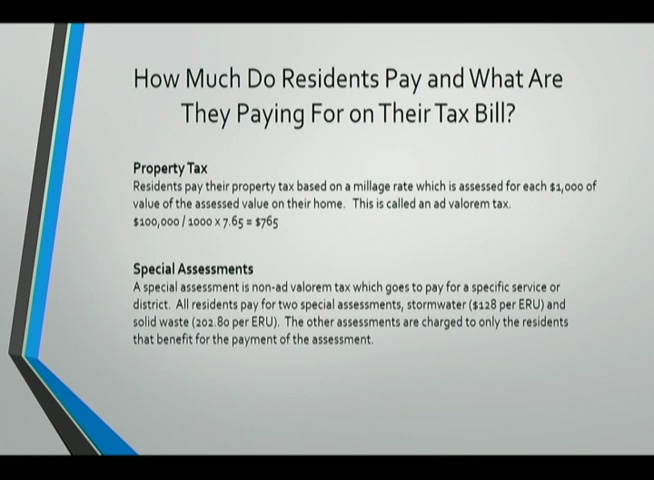 How Much Do Residents Pay and What Are
They Paying For on Their Tax Bill?
Property Tax
Residents pay their property tax based on a millage rate which is assessed for each $1,000 of
value of the assessed value on their home. This is called an ad valorem tax.
$100,000 / 1000 x 7.65 = $765
Special Assessments
A special assessment is non-ad valorem tax which goes to pay for a specific service or
district. All residents pay for two special assessments, stormwater ($128 per ERU) and
solid waste (202.80 per ERU). The other assessments are charged to only the residents
that benefit for the payment of the assessment.